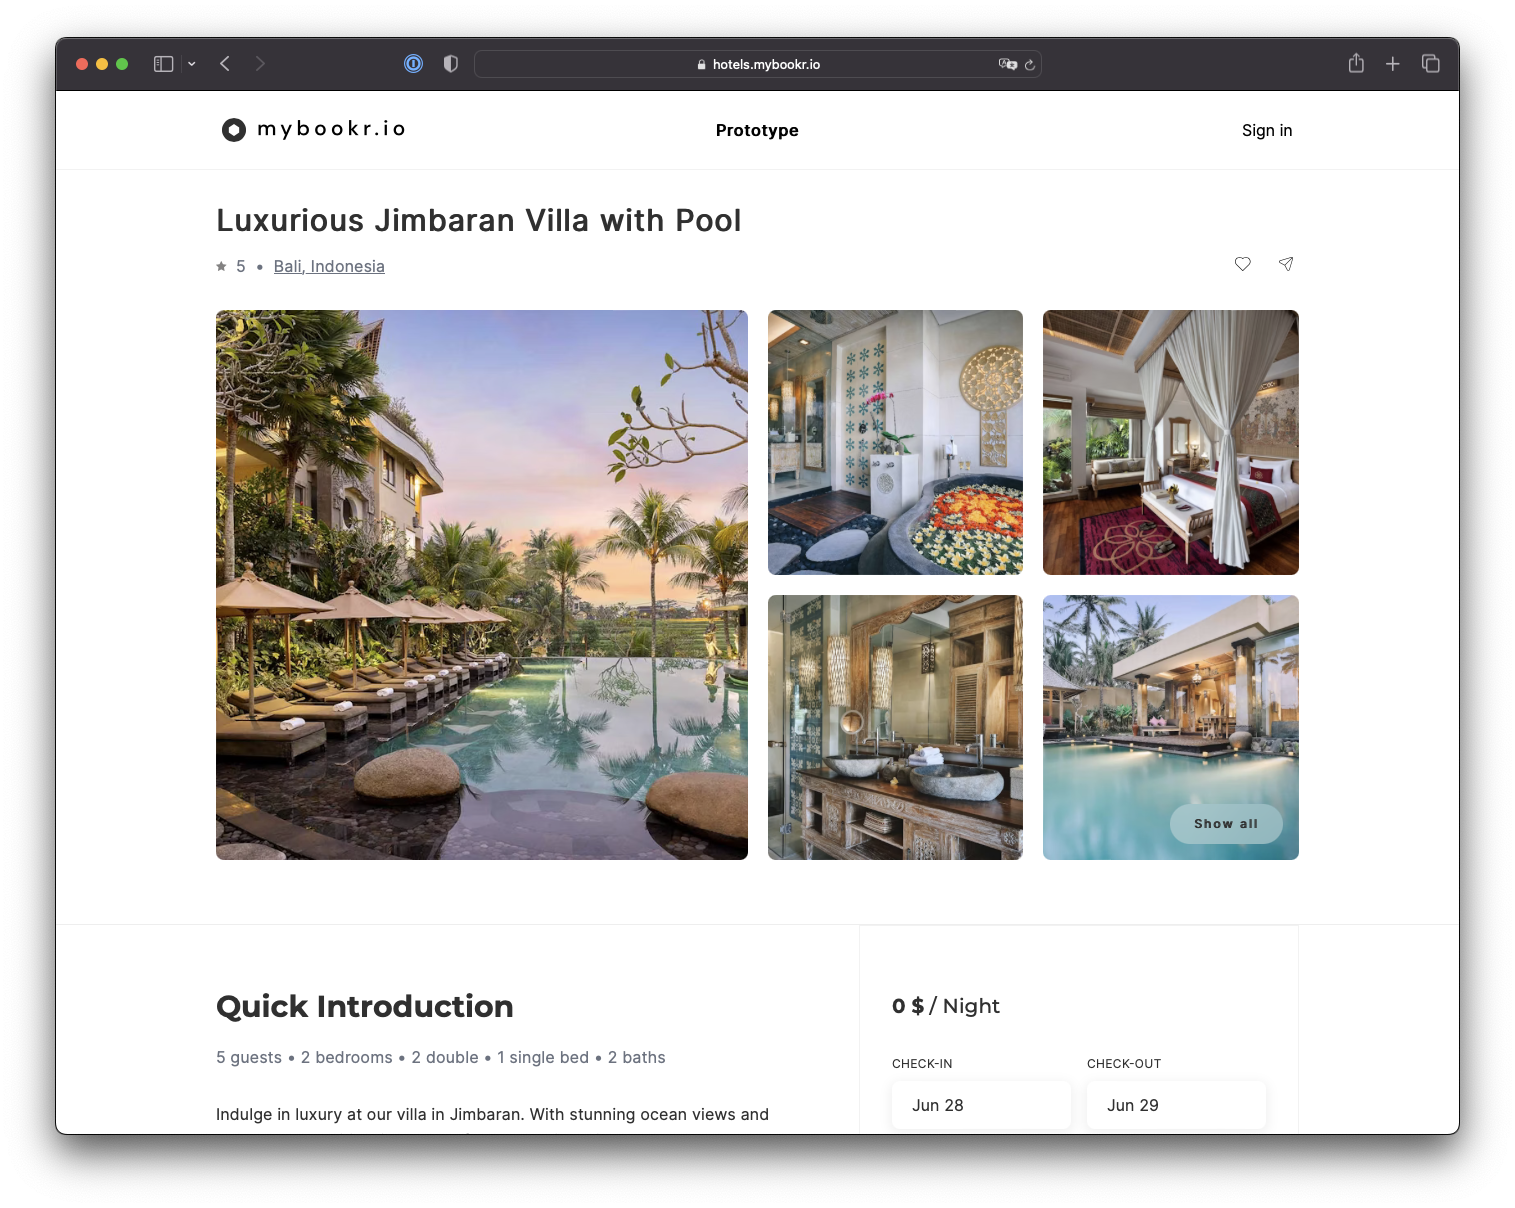 hotels.mybookr.io
mybookr.io
Prototype
Sign in
Luxurious Jimbaran Villa with Pool
5 • Bali, Indonesia
Show all
Quick Introduction
5 guests • 2 bedrooms • 2 double • 1 single bed • 2 baths
Indulge in luxury at our villa in Jimbaran. With stunning ocean views and
0 $ / Night
CHECK-IN
CHECK-OUT
Jun 28
Jun 29